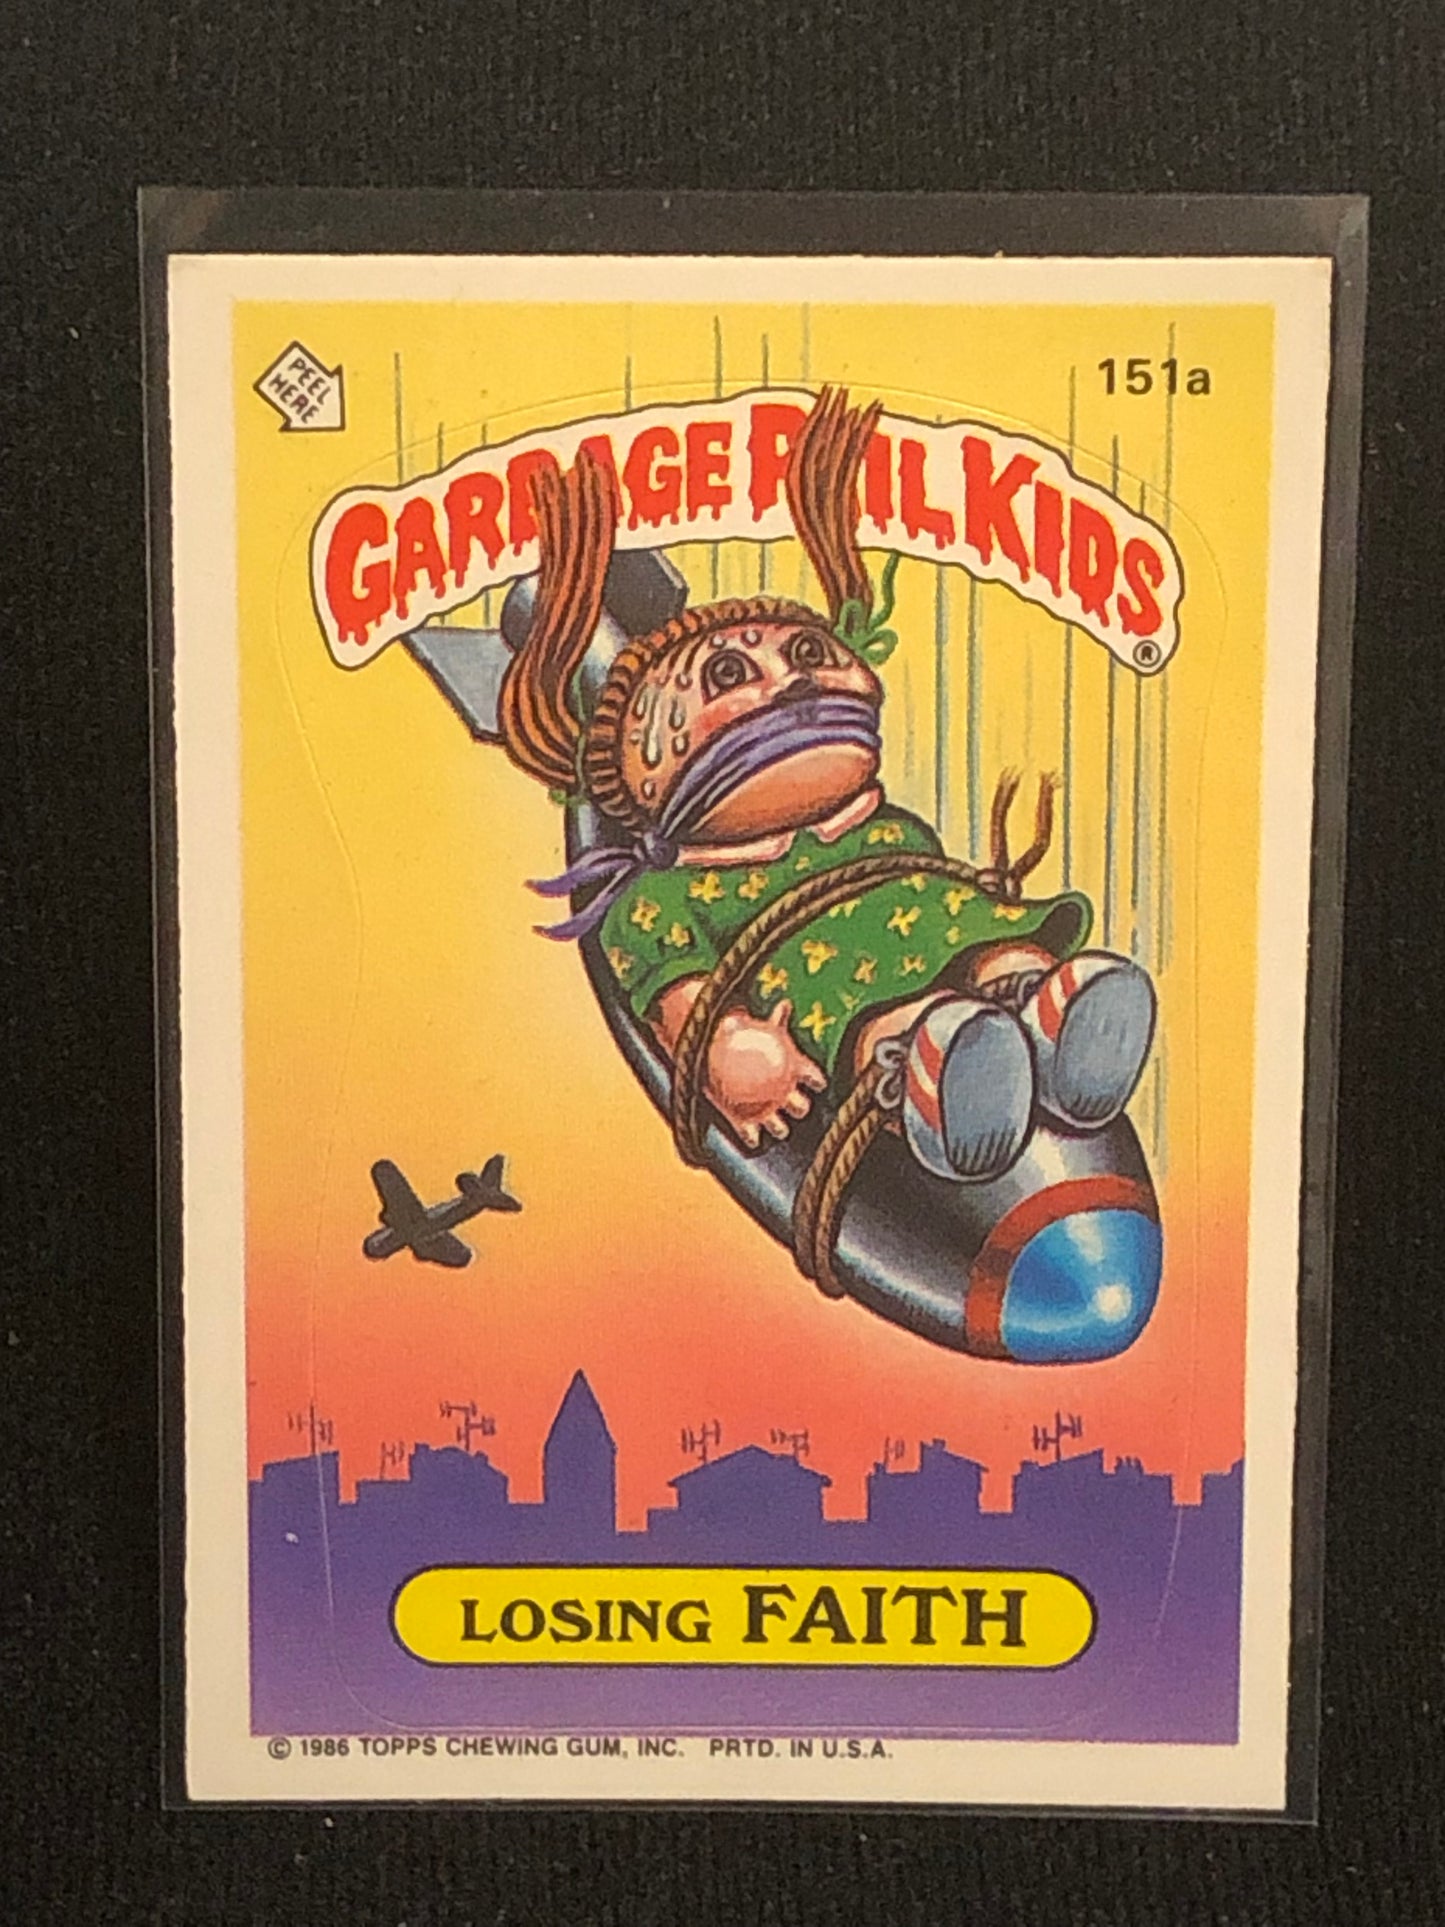 PEEL
HERE
151a
GARBAGE PAIL KIDS®
LOSING FAITH
© 1986 TOPPS CHEWING GUM, INC. PRTD. IN U.S.A.